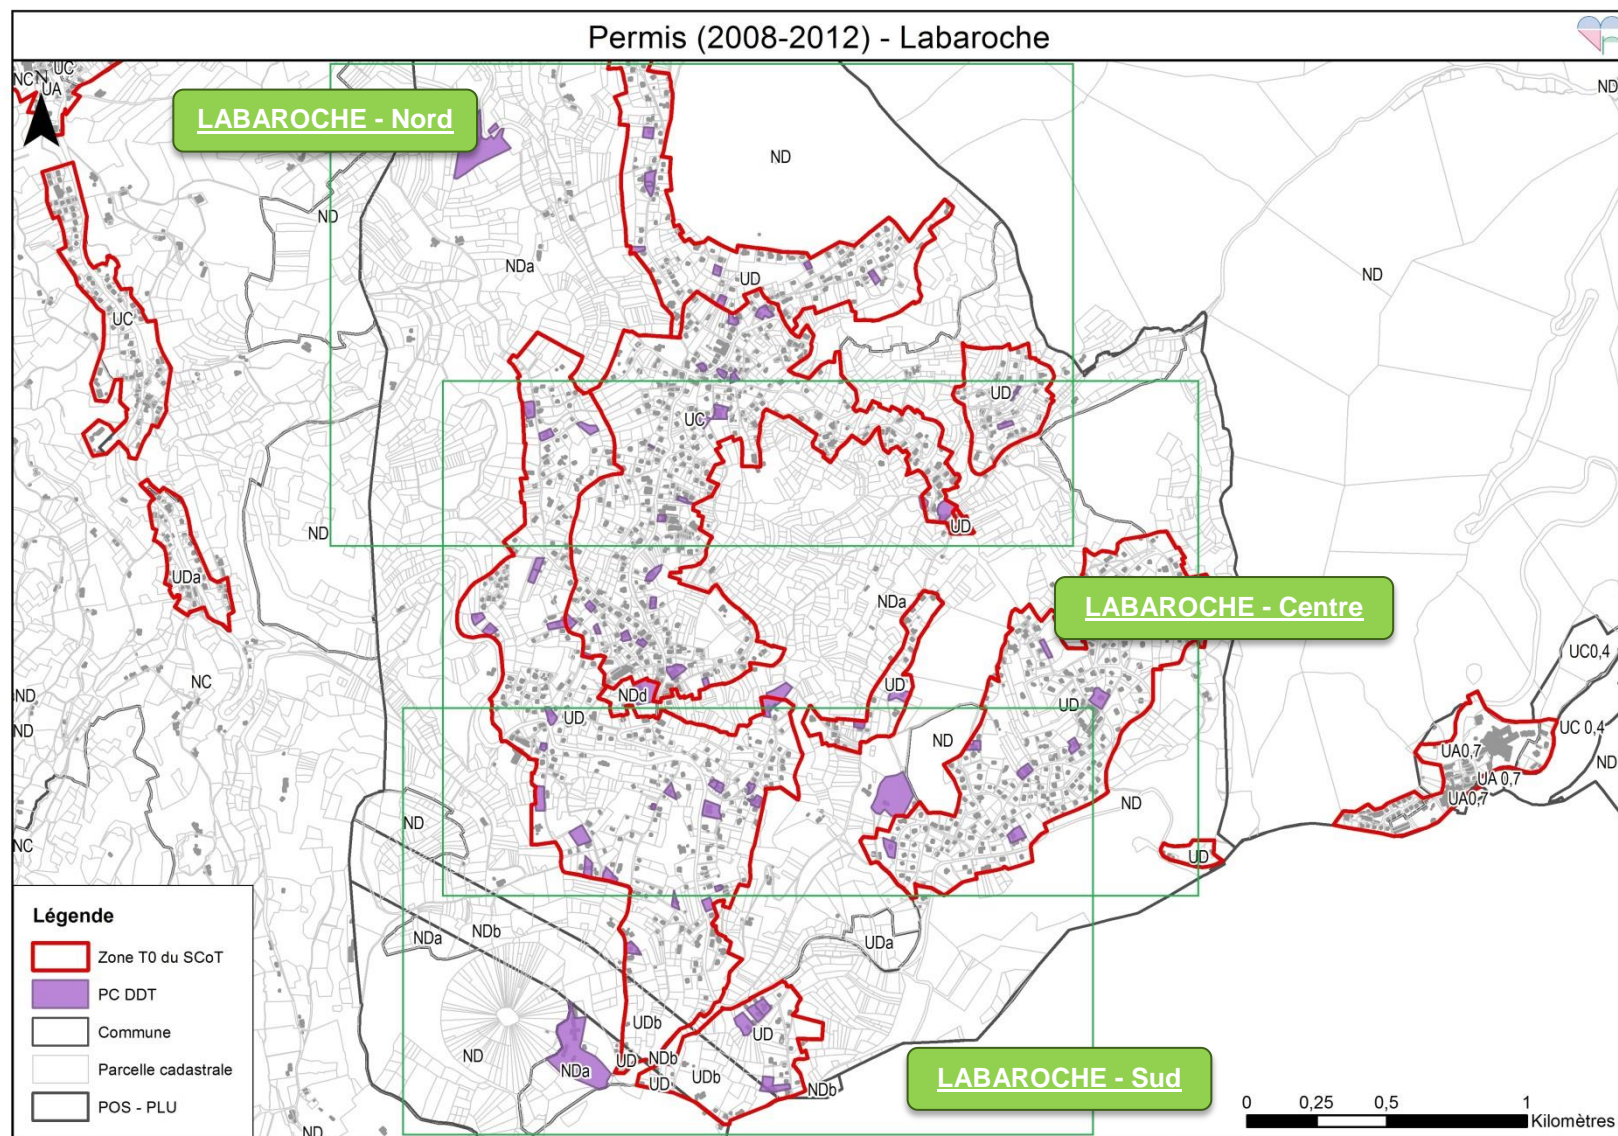 Permis (2008-2012) - Labaroche
NC
UC
N
UA
ND
LABAROCHE - Nord
ND
ND
NDa
ND
UD
UC
UD
UC
ND
UD
UDa
NDa
LABAROCHE - Centre
UC0,4
NC
ND
NDd
UD
UD
UD
ND
ND
UC 0,4
UA0,7
ND
UA 0,7
UA0,7
ND
ND
NC
UD
Légende
Zone T0 du SCoT
PC DDT
Commune
Parcelle cadastrale
POS - PLU
NDa
NDb
UDa
UDb
UD
ND
NDa
UD
NDb
UD
UDb
NDb
LABAROCHE - Sud
ND
0
0,25
0,5
1
Kilomètres